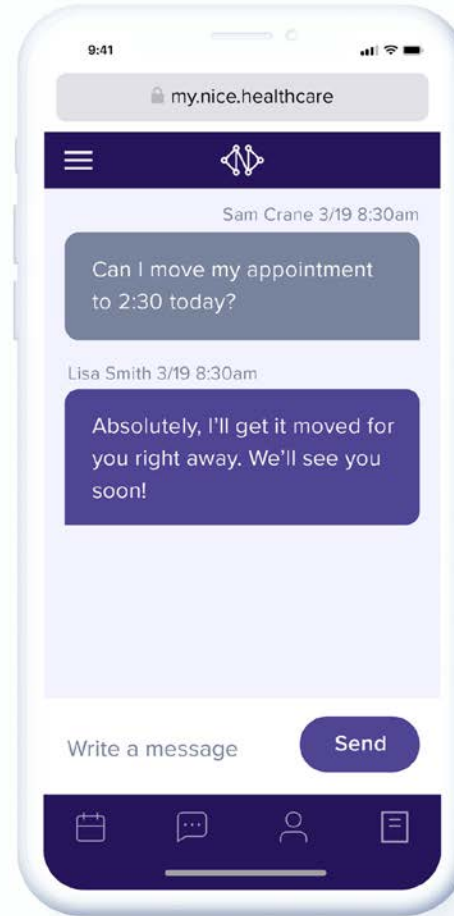 9:41
my.nice.healthcare
Sam Crane 3/19 8:30am
Can I move my appointment
to 2:30 today?
Lisa Smith 3/19 8:30am
Absolutely, I'll get it moved for
you right away. We'll see you
soon!
Write a message
Send